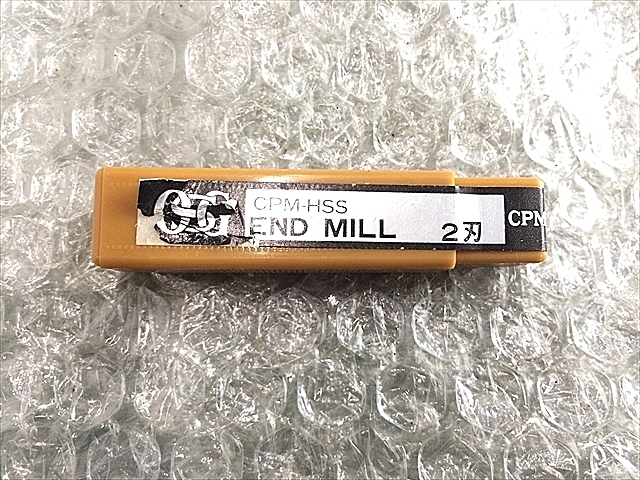 OSG
CPM-HSS
END MILL 2刃
CPM